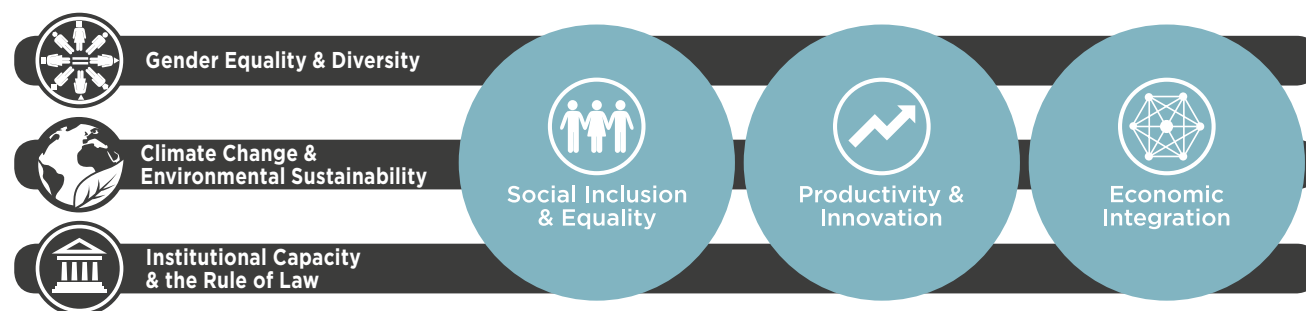 Gender Equality & Diversity
Climate Change &
Environmental Sustainability
Institutional Capacity
& the Rule of Law
Social Inclusion
& Equality
Productivity &
Innovation
Economic
Integration